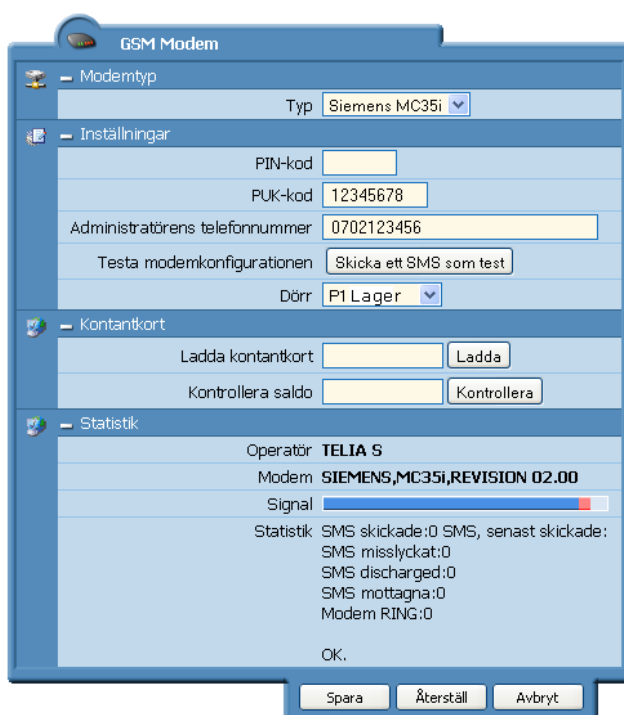 GSM Modem
Modemtyp
Typ Siemens MC35i
Inställningar
PIN-kod
PUK-kod 12345678
Administratörens telefonnummer 0702123456
Testa modemkonfigurationen Skicka ett SMS som test
Dörr P1 Lager
Kontantkort
Ladda kontantkort Ladda
Kontrollera saldo Kontrollera
Statistik
Operatör TELIA S
Modem SIEMENS,MC35i,REVISION 02.00
Signal
Statistik SMS skickade:0 SMS, senast skickade:
SMS misslyckat:0
SMS discharged:0
SMS mottagna:0
Modem RING:0
OK.
Spara Återställ Avbryt